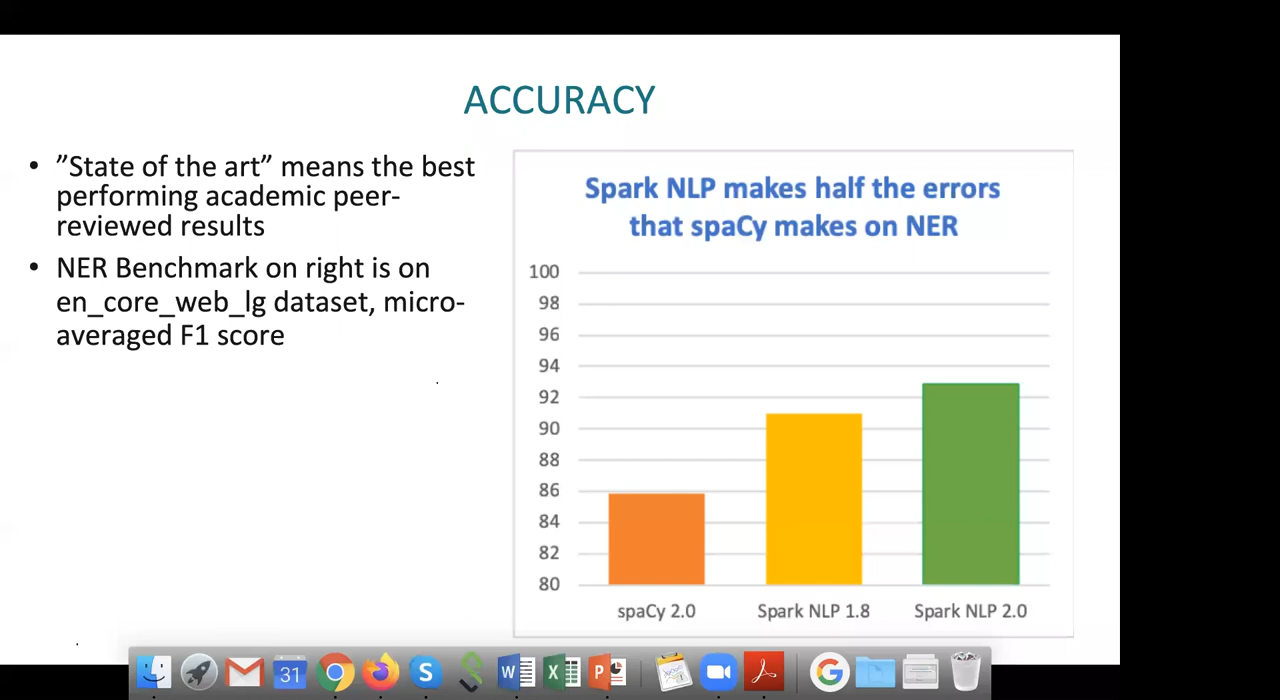 ACCURACY
• ”State of the art” means the best
performing academic peer-
reviewed results
• NER Benchmark on right is on
en_core_web_lg dataset, micro-
averaged F1 score
Spark NLP makes half the errors
that spaCy makes on NER
100
98
96
94
92
90
88
86
84
82
80
spaCy 2.0
Spark NLP 1.8
Spark NLP 2.0
31